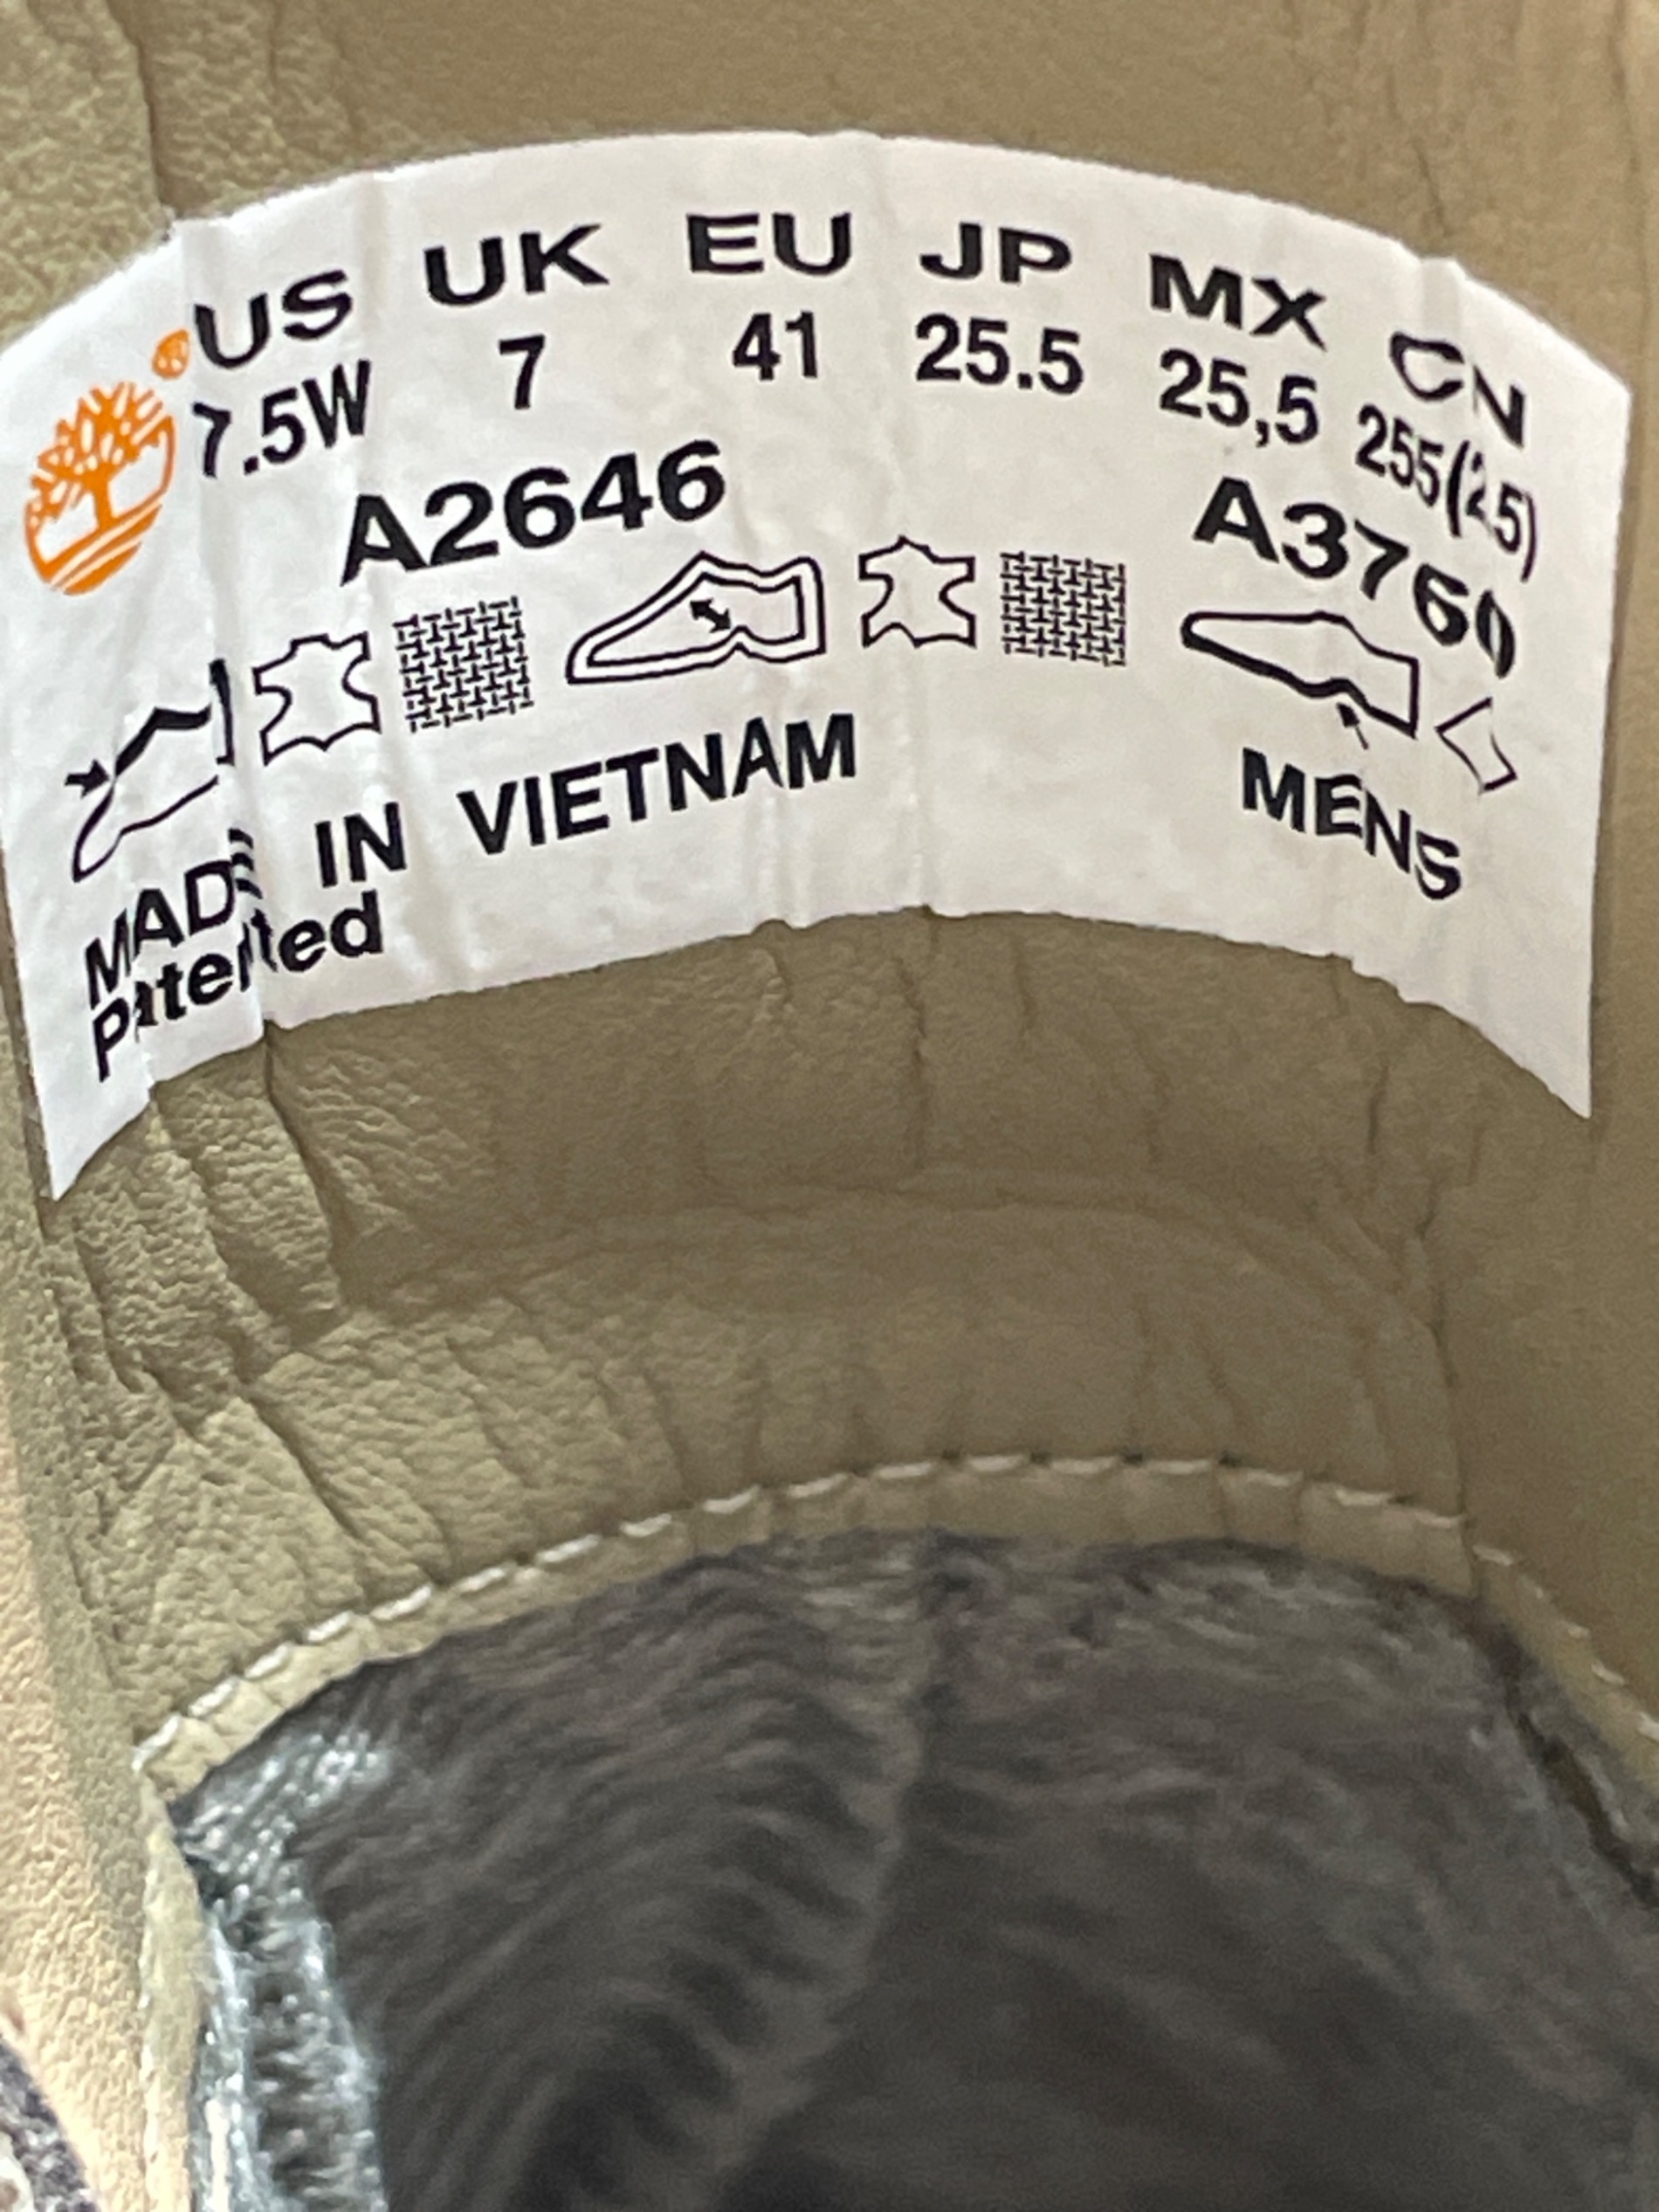 US UK EU JP MX CN
7.5W 7 41 25.5 25,5 255(2.5)
A2646 A3760
MADE IN VIETNAM MENS
Patented